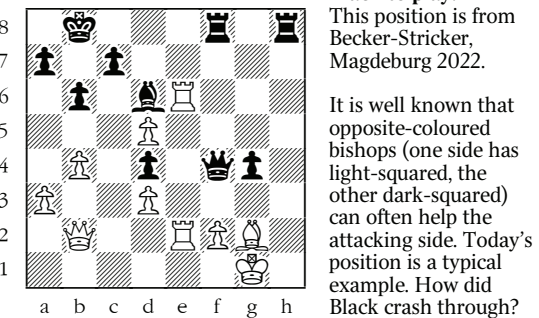 8
7
6
5
4
3
2
1
a b c d e f g h
This position is from
Becker-Stricker,
Magdeburg 2022.
It is well known that
opposite-coloured
bishops (one side has
light-squared, the
other dark-squared)
can often help the
attacking side. Today's
position is a typical
example. How did
Black crash through?